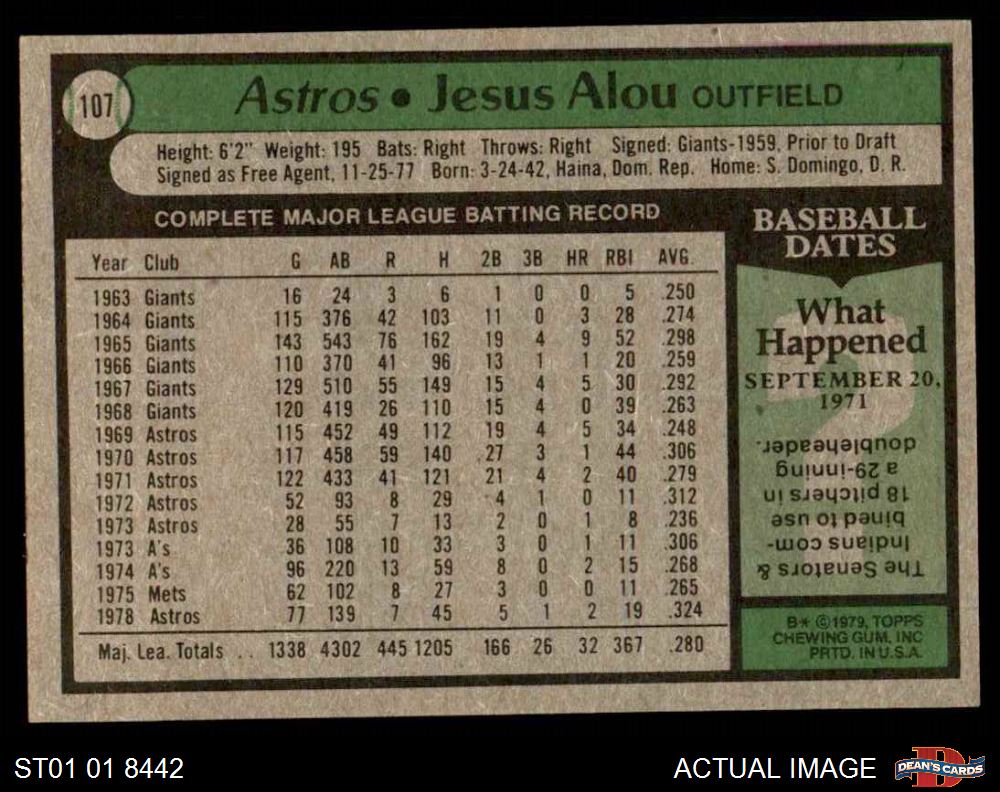 107
Astros • Jesus Alou OUTFIELD
Height: 6'2" Weight: 195 Bats: Right Throws: Right Signed: Giants-1959, Prior to Draft
Signed as Free Agent, 11-25-77 Born: 3-24-42, Haina, Dom. Rep. Home: S. Domingo, D. R.
COMPLETE MAJOR LEAGUE BATTING RECORD
Year Club G AB R H 2B 3B HR RBI AVG.
1963 Giants 16 24 3 6 1 0 0 5 .250
1964 Giants 115 376 42 103 11 0 3 28 .274
1965 Giants 143 543 76 162 19 4 9 52 .298
1966 Giants 110 370 41 96 13 1 1 20 .259
1967 Giants 129 510 55 149 15 4 5 30 .292
1968 Giants 120 419 26 110 15 4 0 39 .263
1969 Astros 115 452 49 112 19 4 5 34 .248
1970 Astros 117 458 59 140 27 3 1 44 .306
1971 Astros 122 433 41 121 21 4 2 40 .279
1972 Astros 52 93 8 29 4 1 0 11 .312
1973 Astros 28 55 7 13 2 0 1 8 .236
1973 A's 36 108 10 33 3 0 1 11 .306
1974 A's 96 220 13 59 8 0 2 15 .268
1975 Mets 62 102 8 27 3 0 0 11 .265
1978 Astros 77 139 7 45 5 1 2 19 .324
Maj. Lea. Totals . . 1338 4302 445 1205 166 26 32 367 .280
BASEBALL
DATES
What
Happened
SEPTEMBER 20,
1971
The Senators &
Indians com-
bined to use
18 pitchers in
a 29-inning
doubleheader.
B* ©1979, TOPPS
CHEWING GUM, INC
PRTD. IN U.S.A.
ST01 01 8442
ACTUAL IMAGE
DEAN'S CARDS